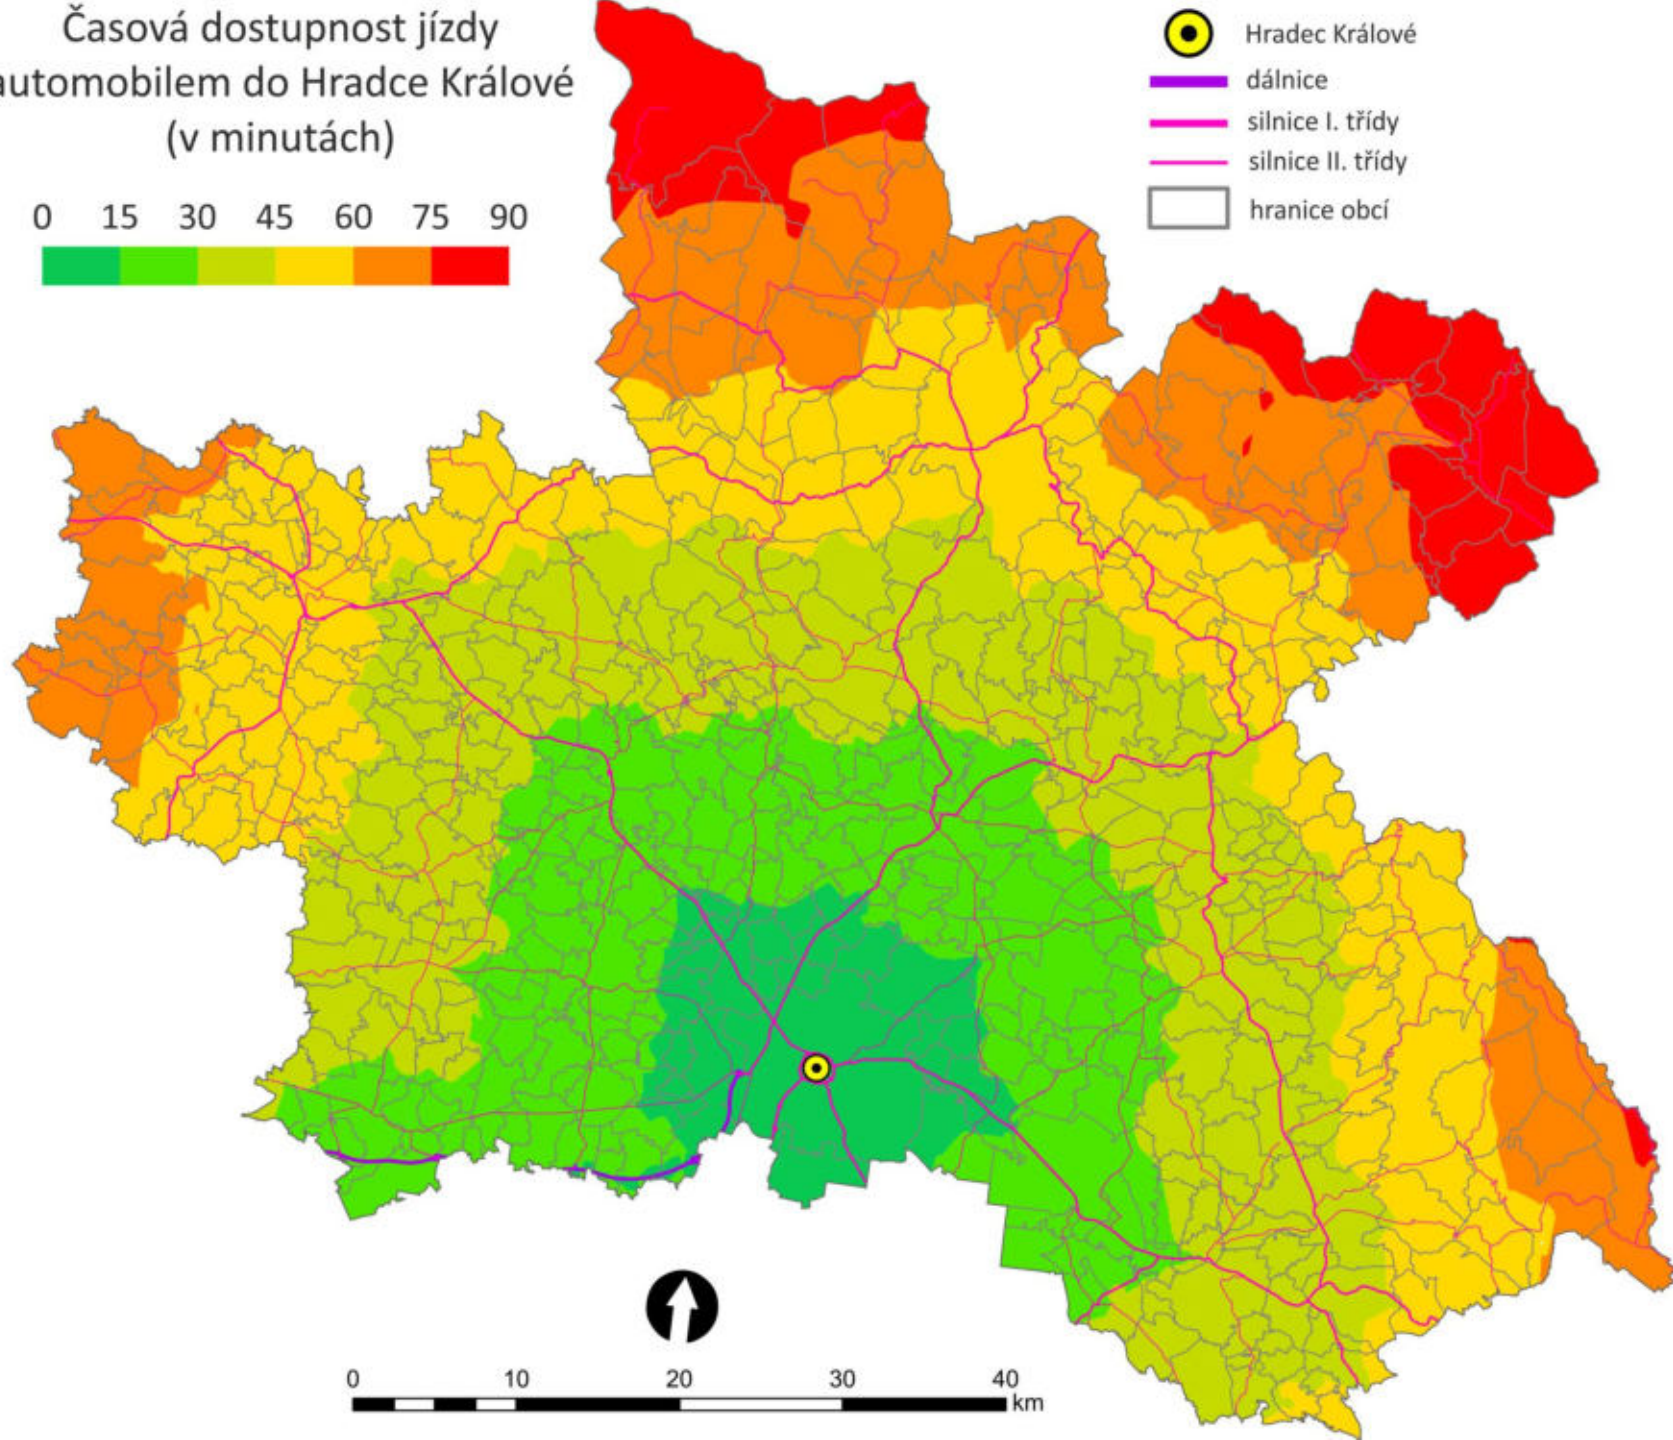 Časová dostupnost jízdy
automobilem do Hradce Králové
(v minutách)
0 15 30 45 60 75 90
Hradec Králové
dálnice
silnice I. třídy
silnice II. třídy
hranice obcí
0 10 20 30 40
km